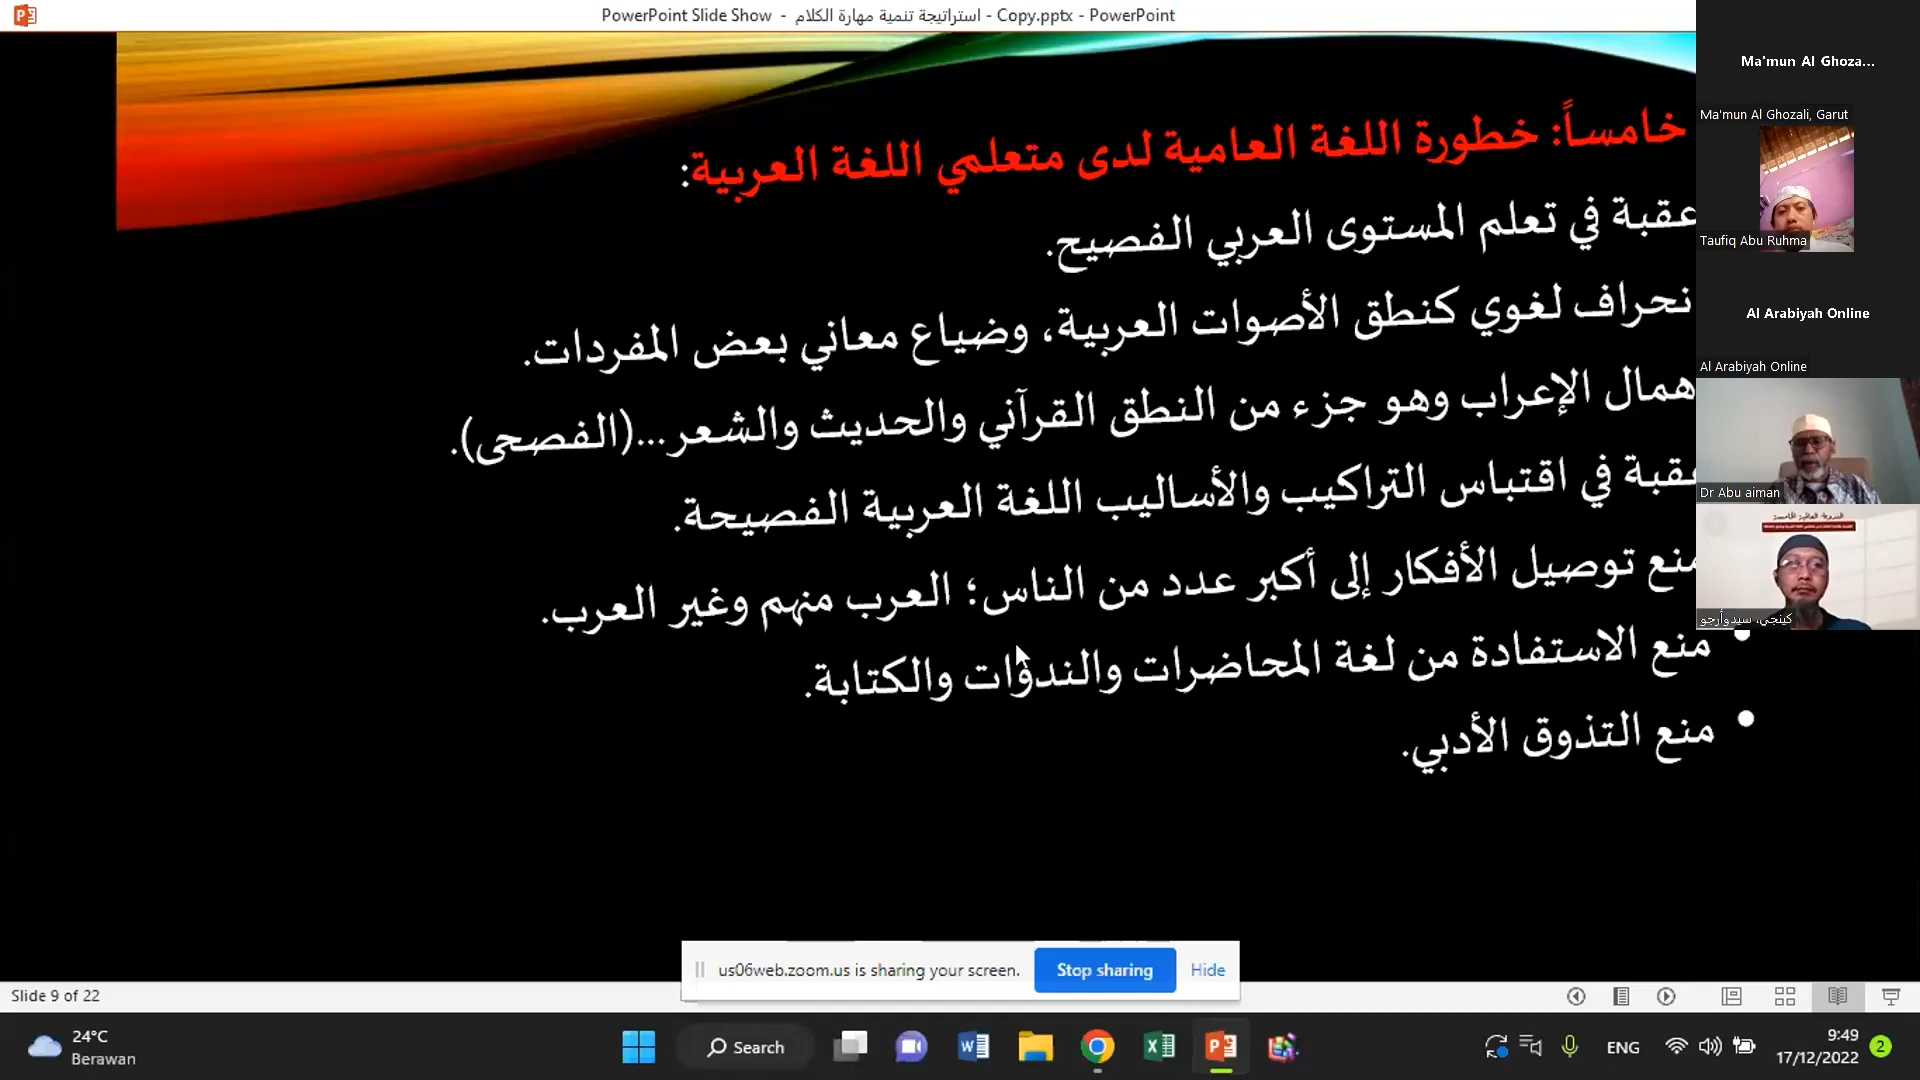 PowerPoint Slide Show - استراتيجة تنمية مهارة الكلام - Copy.pptx - PowerPoint
خامساً: خطورة اللغة العامية لدى متعلمي اللغة العربية:
عقبة في تعلم المستوى العربي الفصيح.
نحراف لغوي كنطق الأصوات العربية، وضياع معاني بعض المفردات.
همال الإعراب وهو جزء من النطق القرآني والحديث والشعر...(الفصحى).
عقبة في اقتباس التراكيب والأساليب اللغة العربية الفصيحة.
منع توصيل الأفكار إلى أكبر عدد من الناس؛ العرب منهم وغير العرب.
• منع الاستفادة من لغة المحاضرات والندوات والكتابة.
• منع التذوق الأدبي.
Ma'mun Al Ghoza...
Ma'mun Al Ghozali, Garut
Taufiq Abu Ruhma
Al Arabiyah Online
Al Arabiyah Online
Dr Abu aiman
كينجي، سيدوأرجو
us06web.zoom.us is sharing your screen.
Stop sharing
Hide
Slide 9 of 22
24°C
Berawan
Search
ENG
9:49
17/12/2022
2